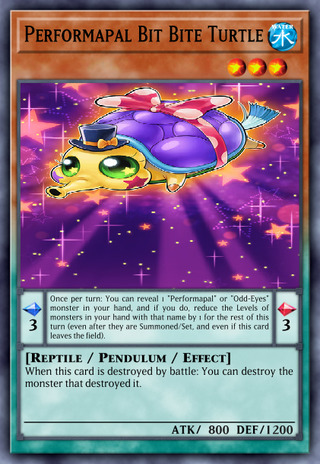 PERFORMAPAL BIT BITE TURTLE
WATER
水
Once per turn: You can reveal 1 "Performapal" or "Odd-Eyes"
monster in your hand, and if you do, reduce the Levels of
monsters in your hand with that name by 1 for the rest of this
turn (even after they are Summoned/Set, and even if this card
leaves the field).
3
3
[REPTILE / PENDULUM / EFFECT]
When this card is destroyed by battle: You can destroy the
monster that destroyed it.
ATK/ 800 DEF/1200